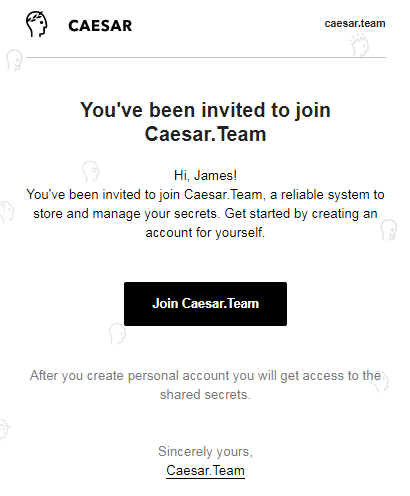 CAESAR
caesar.team
You've been invited to join
Caesar.Team
Hi, James!
You've been invited to join Caesar.Team, a reliable system to
store and manage your secrets. Get started by creating an
account for yourself.
Join Caesar.Team
After you create personal account you will get access to the
shared secrets.
Sincerely yours,
Caesar.Team